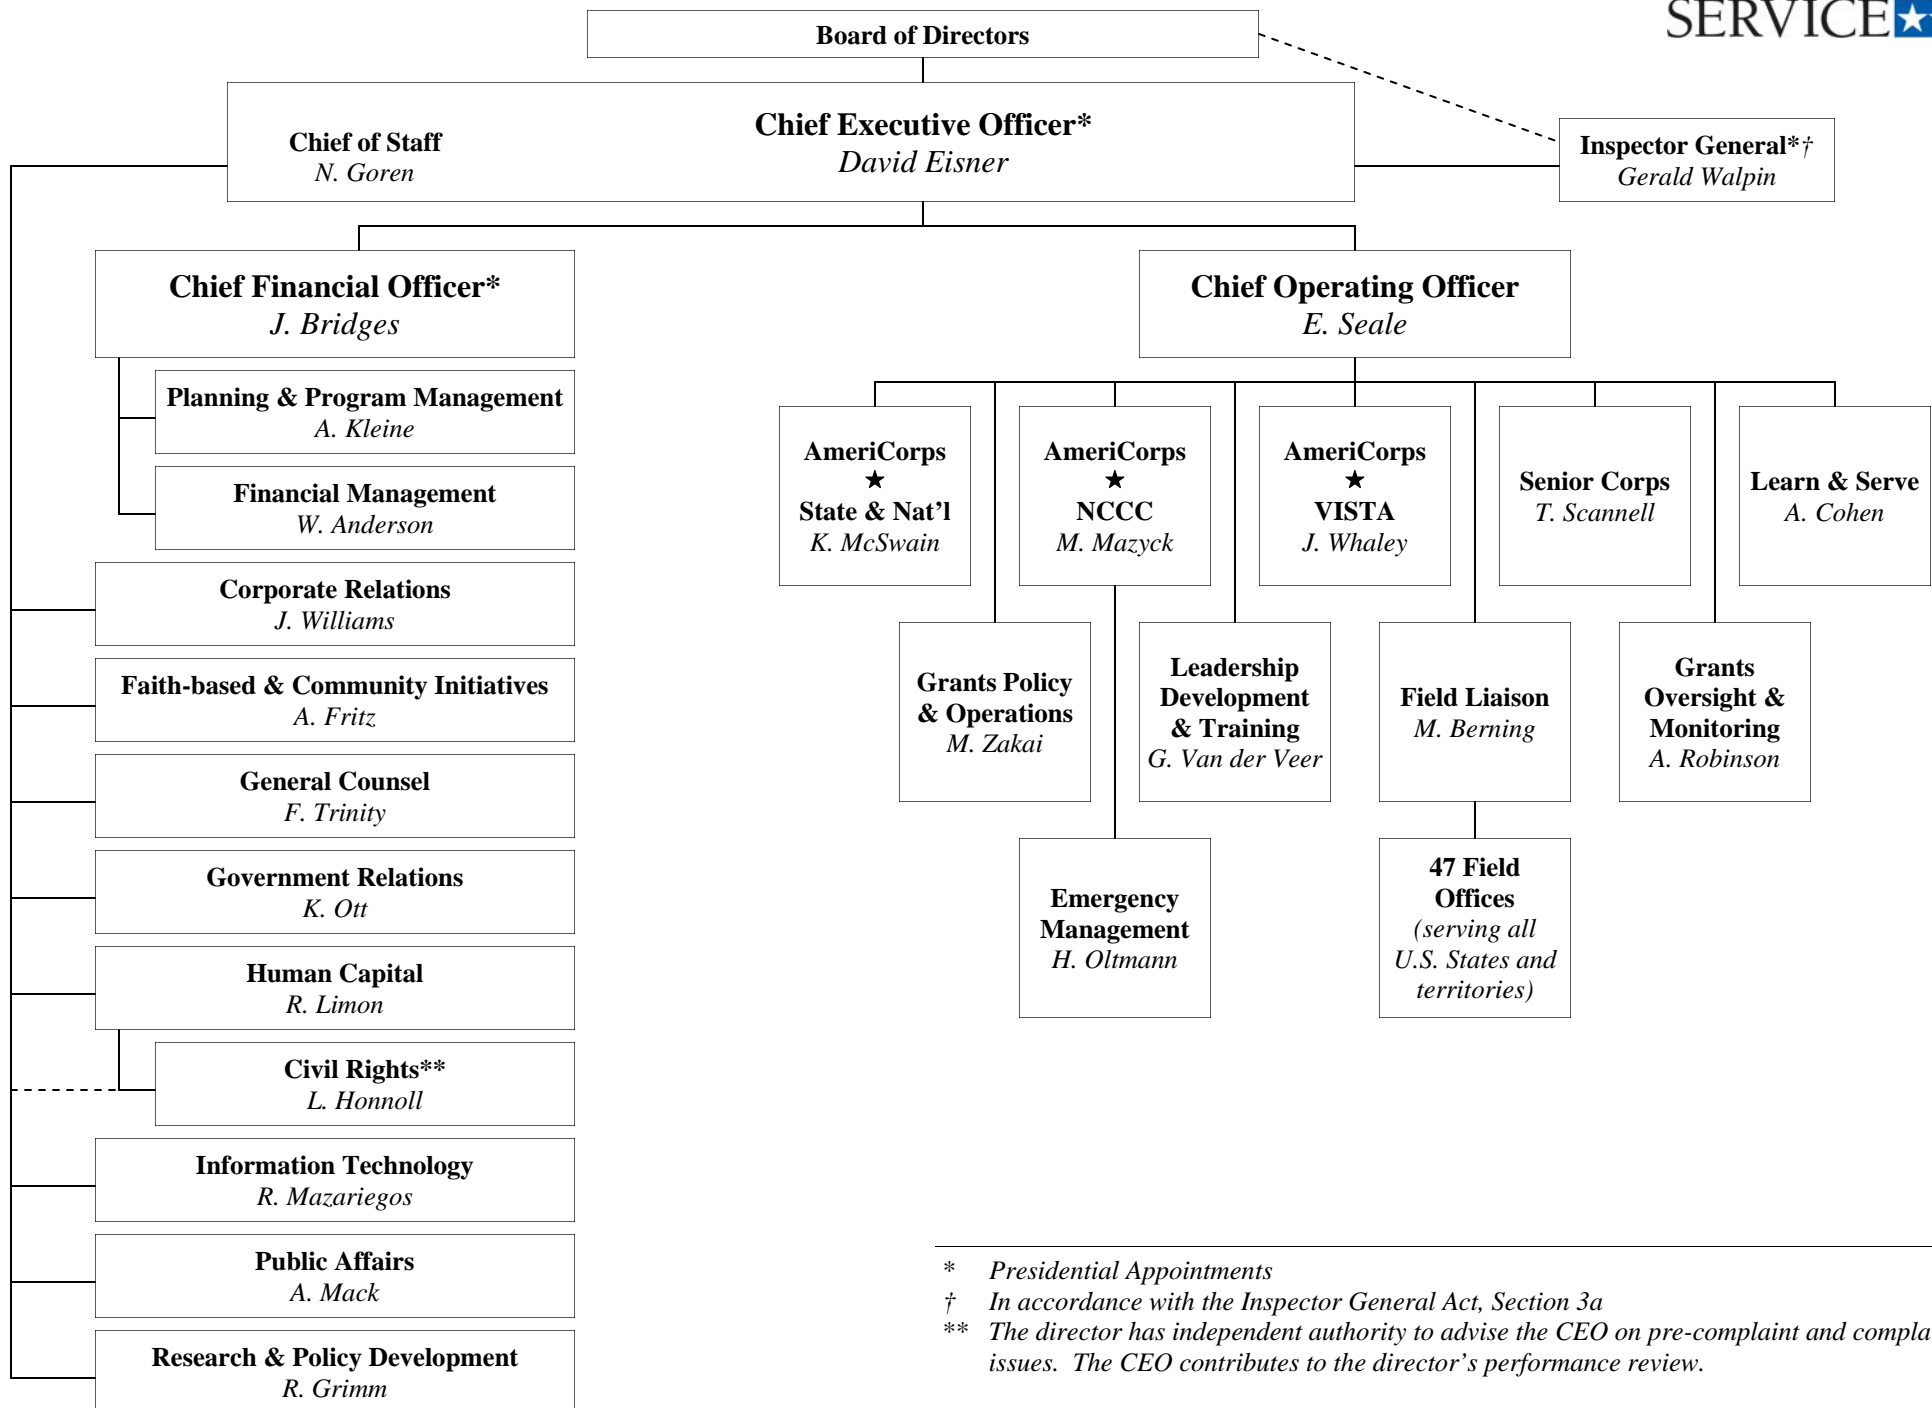 SERVICE
Board of Directors
Chief of Staff
N. Goren
Chief Executive Officer*
David Eisner
Inspector General*†
Gerald Walpin
Chief Financial Officer*
J. Bridges
Planning & Program Management
A. Kleine
Financial Management
W. Anderson
Corporate Relations
J. Williams
Faith-based & Community Initiatives
A. Fritz
General Counsel
F. Trinity
Government Relations
K. Ott
Human Capital
R. Limon
Civil Rights**
L. Honnoll
Information Technology
R. Mazariegos
Public Affairs
A. Mack
Research & Policy Development
R. Grimm
Chief Operating Officer
E. Seale
AmeriCorps
★
State & Nat’l
K. McSwain
AmeriCorps
★
NCCC
M. Mazyck
AmeriCorps
★
VISTA
J. Whaley
Senior Corps
T. Scannell
Learn & Serve
A. Cohen
Grants Policy
& Operations
M. Zakai
Leadership
Development
& Training
G. Van der Veer
Field Liaison
M. Berning
Grants
Oversight &
Monitoring
A. Robinson
Emergency
Management
H. Oltmann
47 Field
Offices
(serving all
U.S. States and
territories)
* Presidential Appointments
† In accordance with the Inspector General Act, Section 3a
** The director has independent authority to advise the CEO on pre-complaint and compla
issues. The CEO contributes to the director’s performance review.